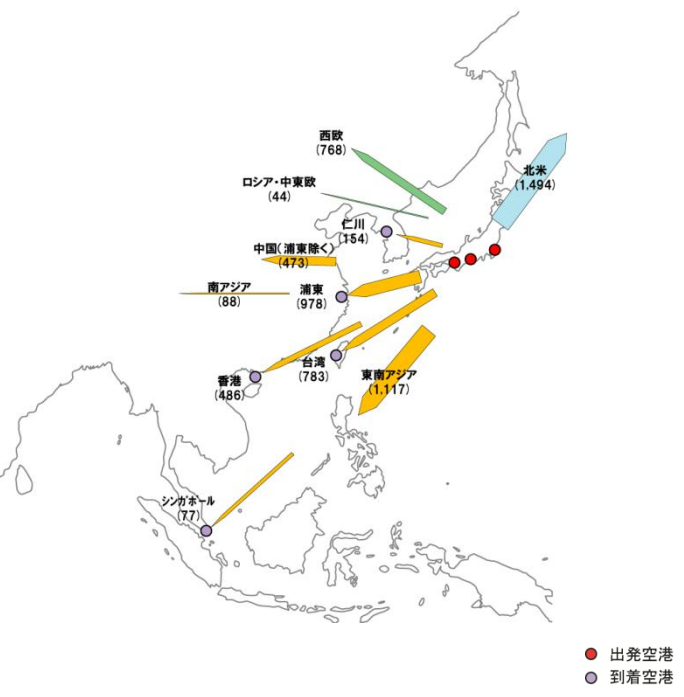 西欧
(768)
北米
(1,494)
ロシア・中東欧
(44)
仁川
(154)
中国(浦東除く)
(473)
南アジア
(88)
浦東
(978)
台湾
(783)
東南アジア
(1,117)
香港
(486)
シンガポール
(77)
出発空港
到着空港